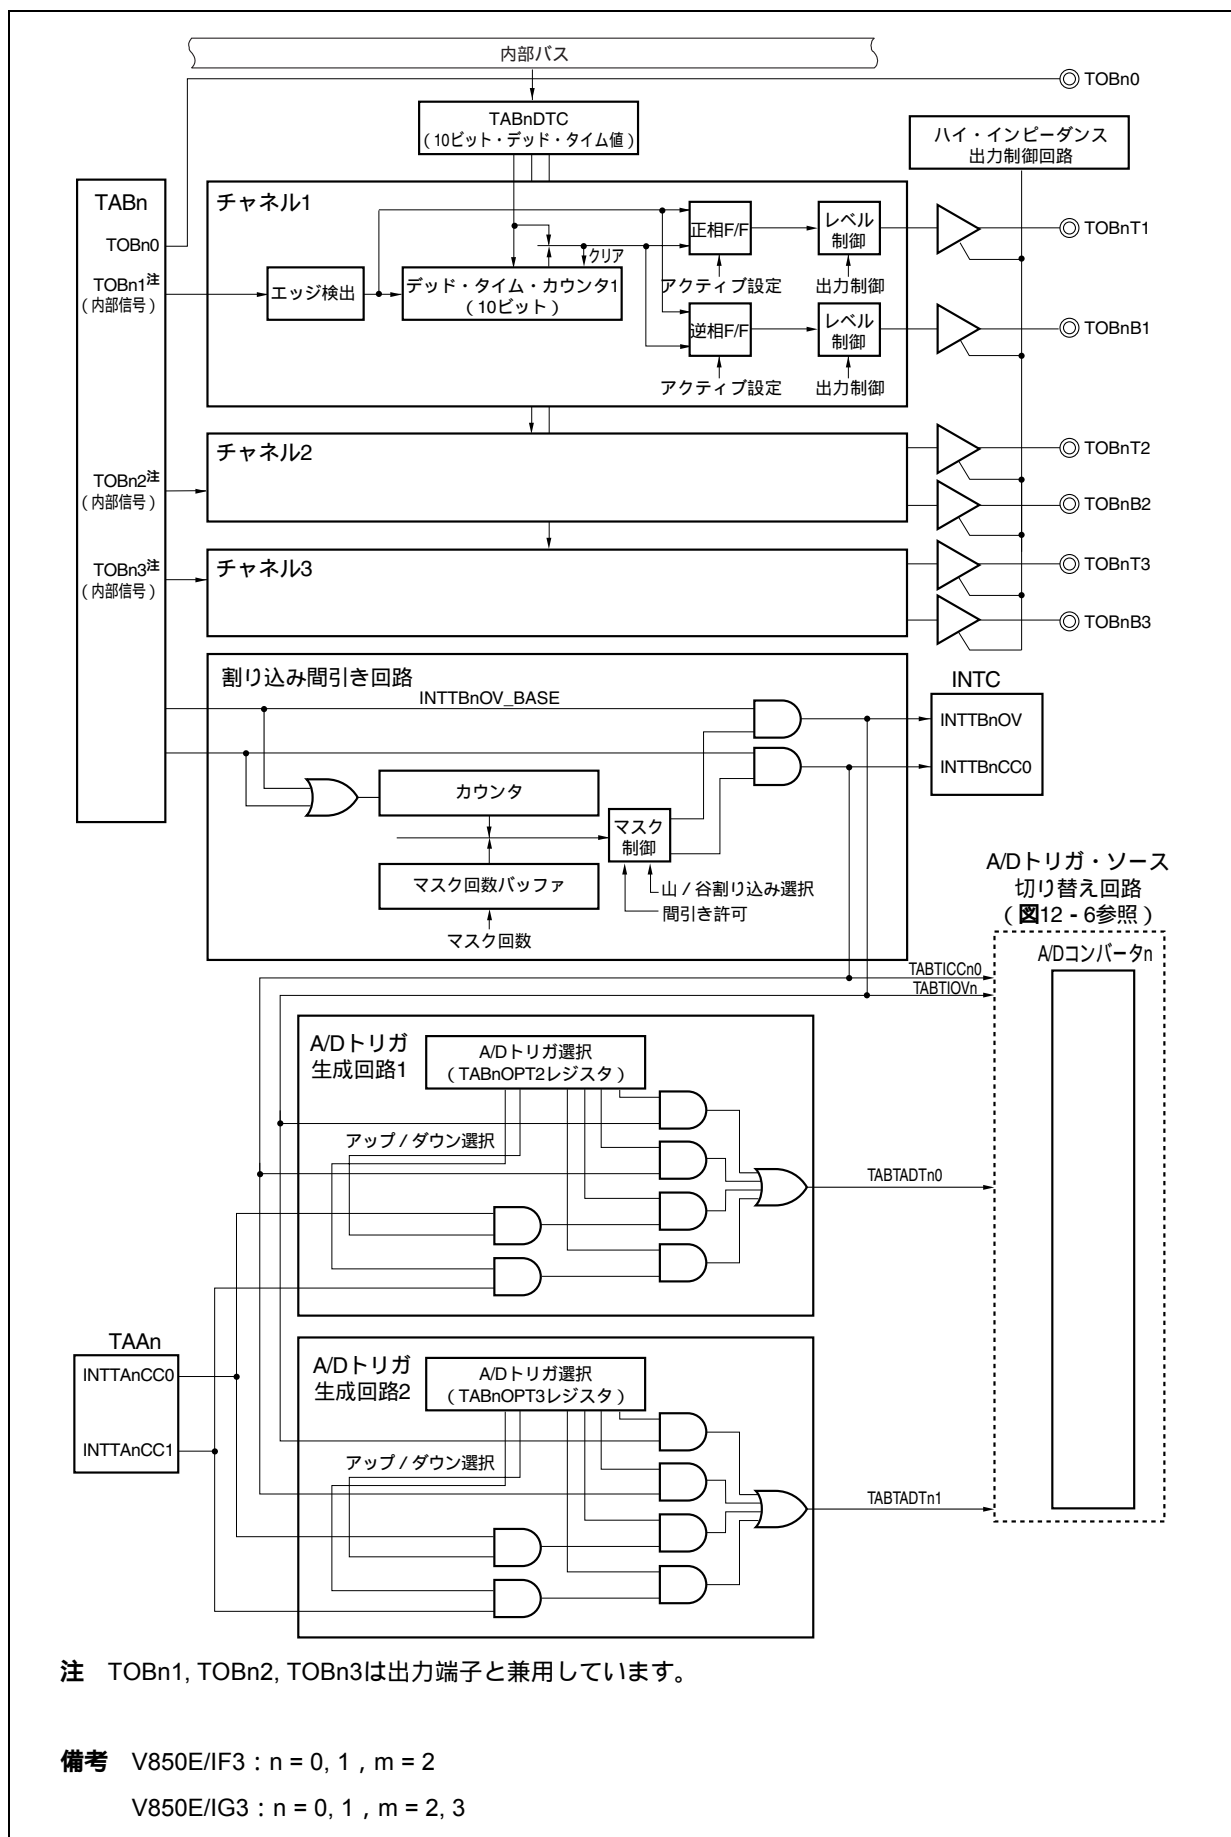 内部バス
TOBn0
TABnDTC
(10ビット・デッド・タイム値)
ハイ・インピーダンス
出力制御回路
TABn
TOBn0
TOBn1注
(内部信号)
TOBn2注
(内部信号)
TOBn3注
(内部信号)
チャネル1
エッジ検出
デッド・タイム・カウンタ1
(10ビット)
クリア
正相F/F
アクティブ設定
レベル
制御
出力制御
TOBnT1
逆相F/F
アクティブ設定
レベル
制御
出力制御
TOBnB1
チャネル2
TOBnT2
TOBnB2
チャネル3
TOBnT3
TOBnB3
割り込み間引き回路
INTTBnOV_BASE
カウンタ
マスク
制御
マスク回数バッファ
マスク回数
山/谷割り込み選択
間引き許可
INTC
INTTBnOV
INTTBnCC0
A/Dトリガ・ソース
切り替え回路
(図12-6参照)
A/Dコンバータn
TABTICCn0
TABTIOVn
A/Dトリガ
生成回路1
A/Dトリガ選択
(TABnOPT2レジスタ)
アップ/ダウン選択
TABTADTn0
TAAn
INTTAnCC0
INTTAnCC1
A/Dトリガ
生成回路2
A/Dトリガ選択
(TABnOPT3レジスタ)
アップ/ダウン選択
TABTADTn1
注 TOBn1, TOBn2, TOBn3は出力端子と兼用しています。
備考 V850E/IF3:n = 0, 1,m = 2
V850E/IG3:n = 0, 1,m = 2, 3